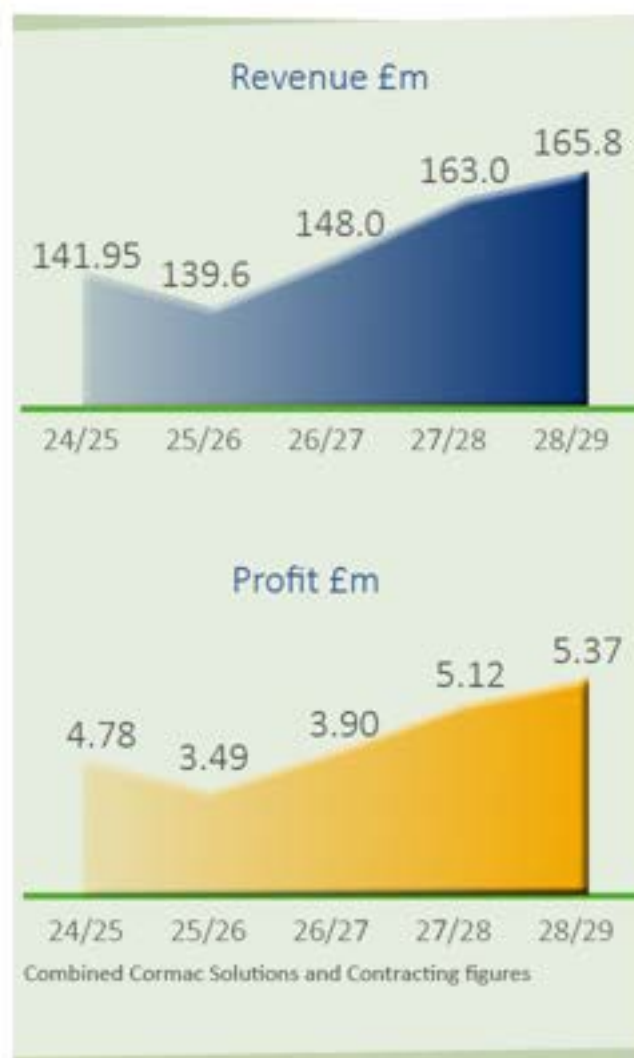 Revenue £m
141.95 139.6 148.0 163.0 165.8
24/25 25/26 26/27 27/28 28/29
Profit £m
4.78 3.49 3.90 5.12 5.37
24/25 25/26 26/27 27/28 28/29
Combined Cormac Solutions and Contracting figures